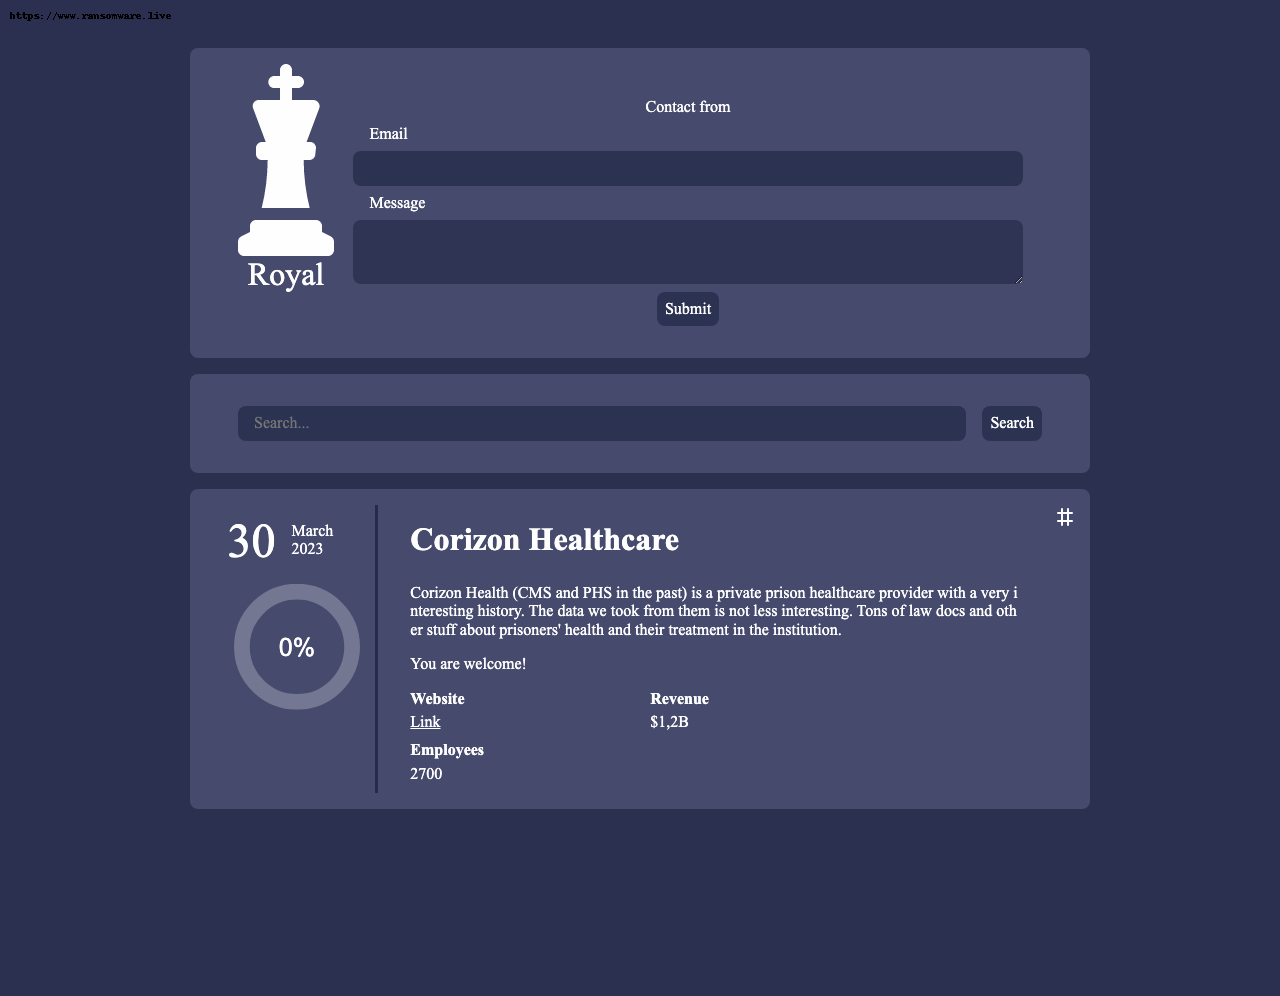 https://www.ransomware.live
Contact from
Email
Message
Royal
Submit
Search...
Search
30
March
2023
#
Corizon Healthcare
Corizon Health (CMS and PHS in the past) is a private prison healthcare provider with a very i
nteresting history. The data we took from them is not less interesting. Tons of law docs and oth
er stuff about prisoners' health and their treatment in the institution.
0%
You are welcome!
Website
Revenue
Link
$1,2B
Employees
2700